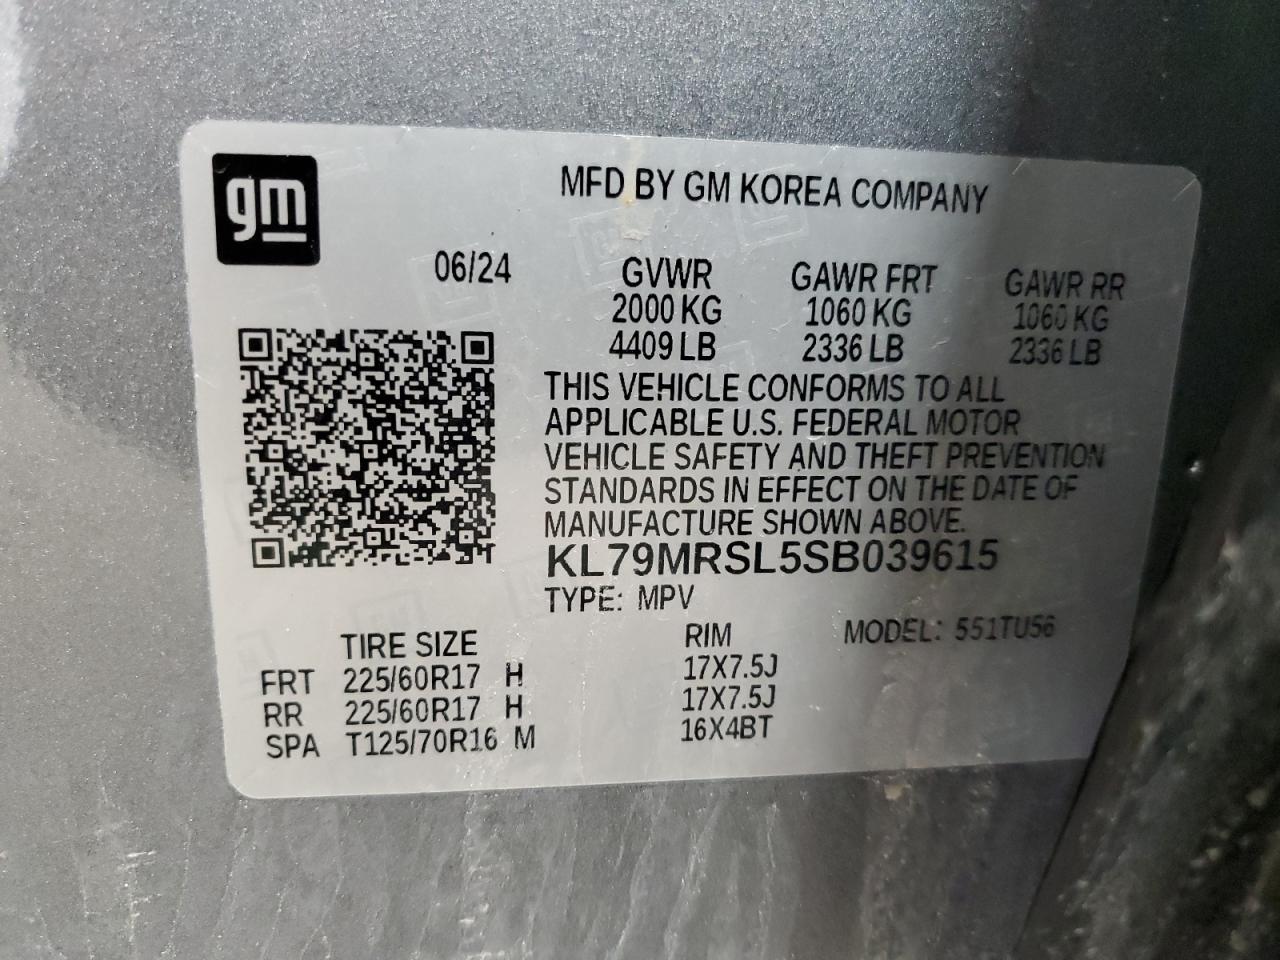 gm
MFD BY GM KOREA COMPANY
06/24
GVWR GAWR FRT GAWR RR
2000 KG 1060 KG 1060 KG
4409 LB 2336 LB 2336 LB
THIS VEHICLE CONFORMS TO ALL
APPLICABLE U.S. FEDERAL MOTOR
VEHICLE SAFETY AND THEFT PREVENTION
STANDARDS IN EFFECT ON THE DATE OF
MANUFACTURE SHOWN ABOVE.
KL79MRSL5SB039615
TYPE: MPV
TIRE SIZE RIM MODEL: 551TU56
FRT 225/60R17 H 17X7.5J
RR 225/60R17 H 17X7.5J
SPA T125/70R16 M 16X4BT